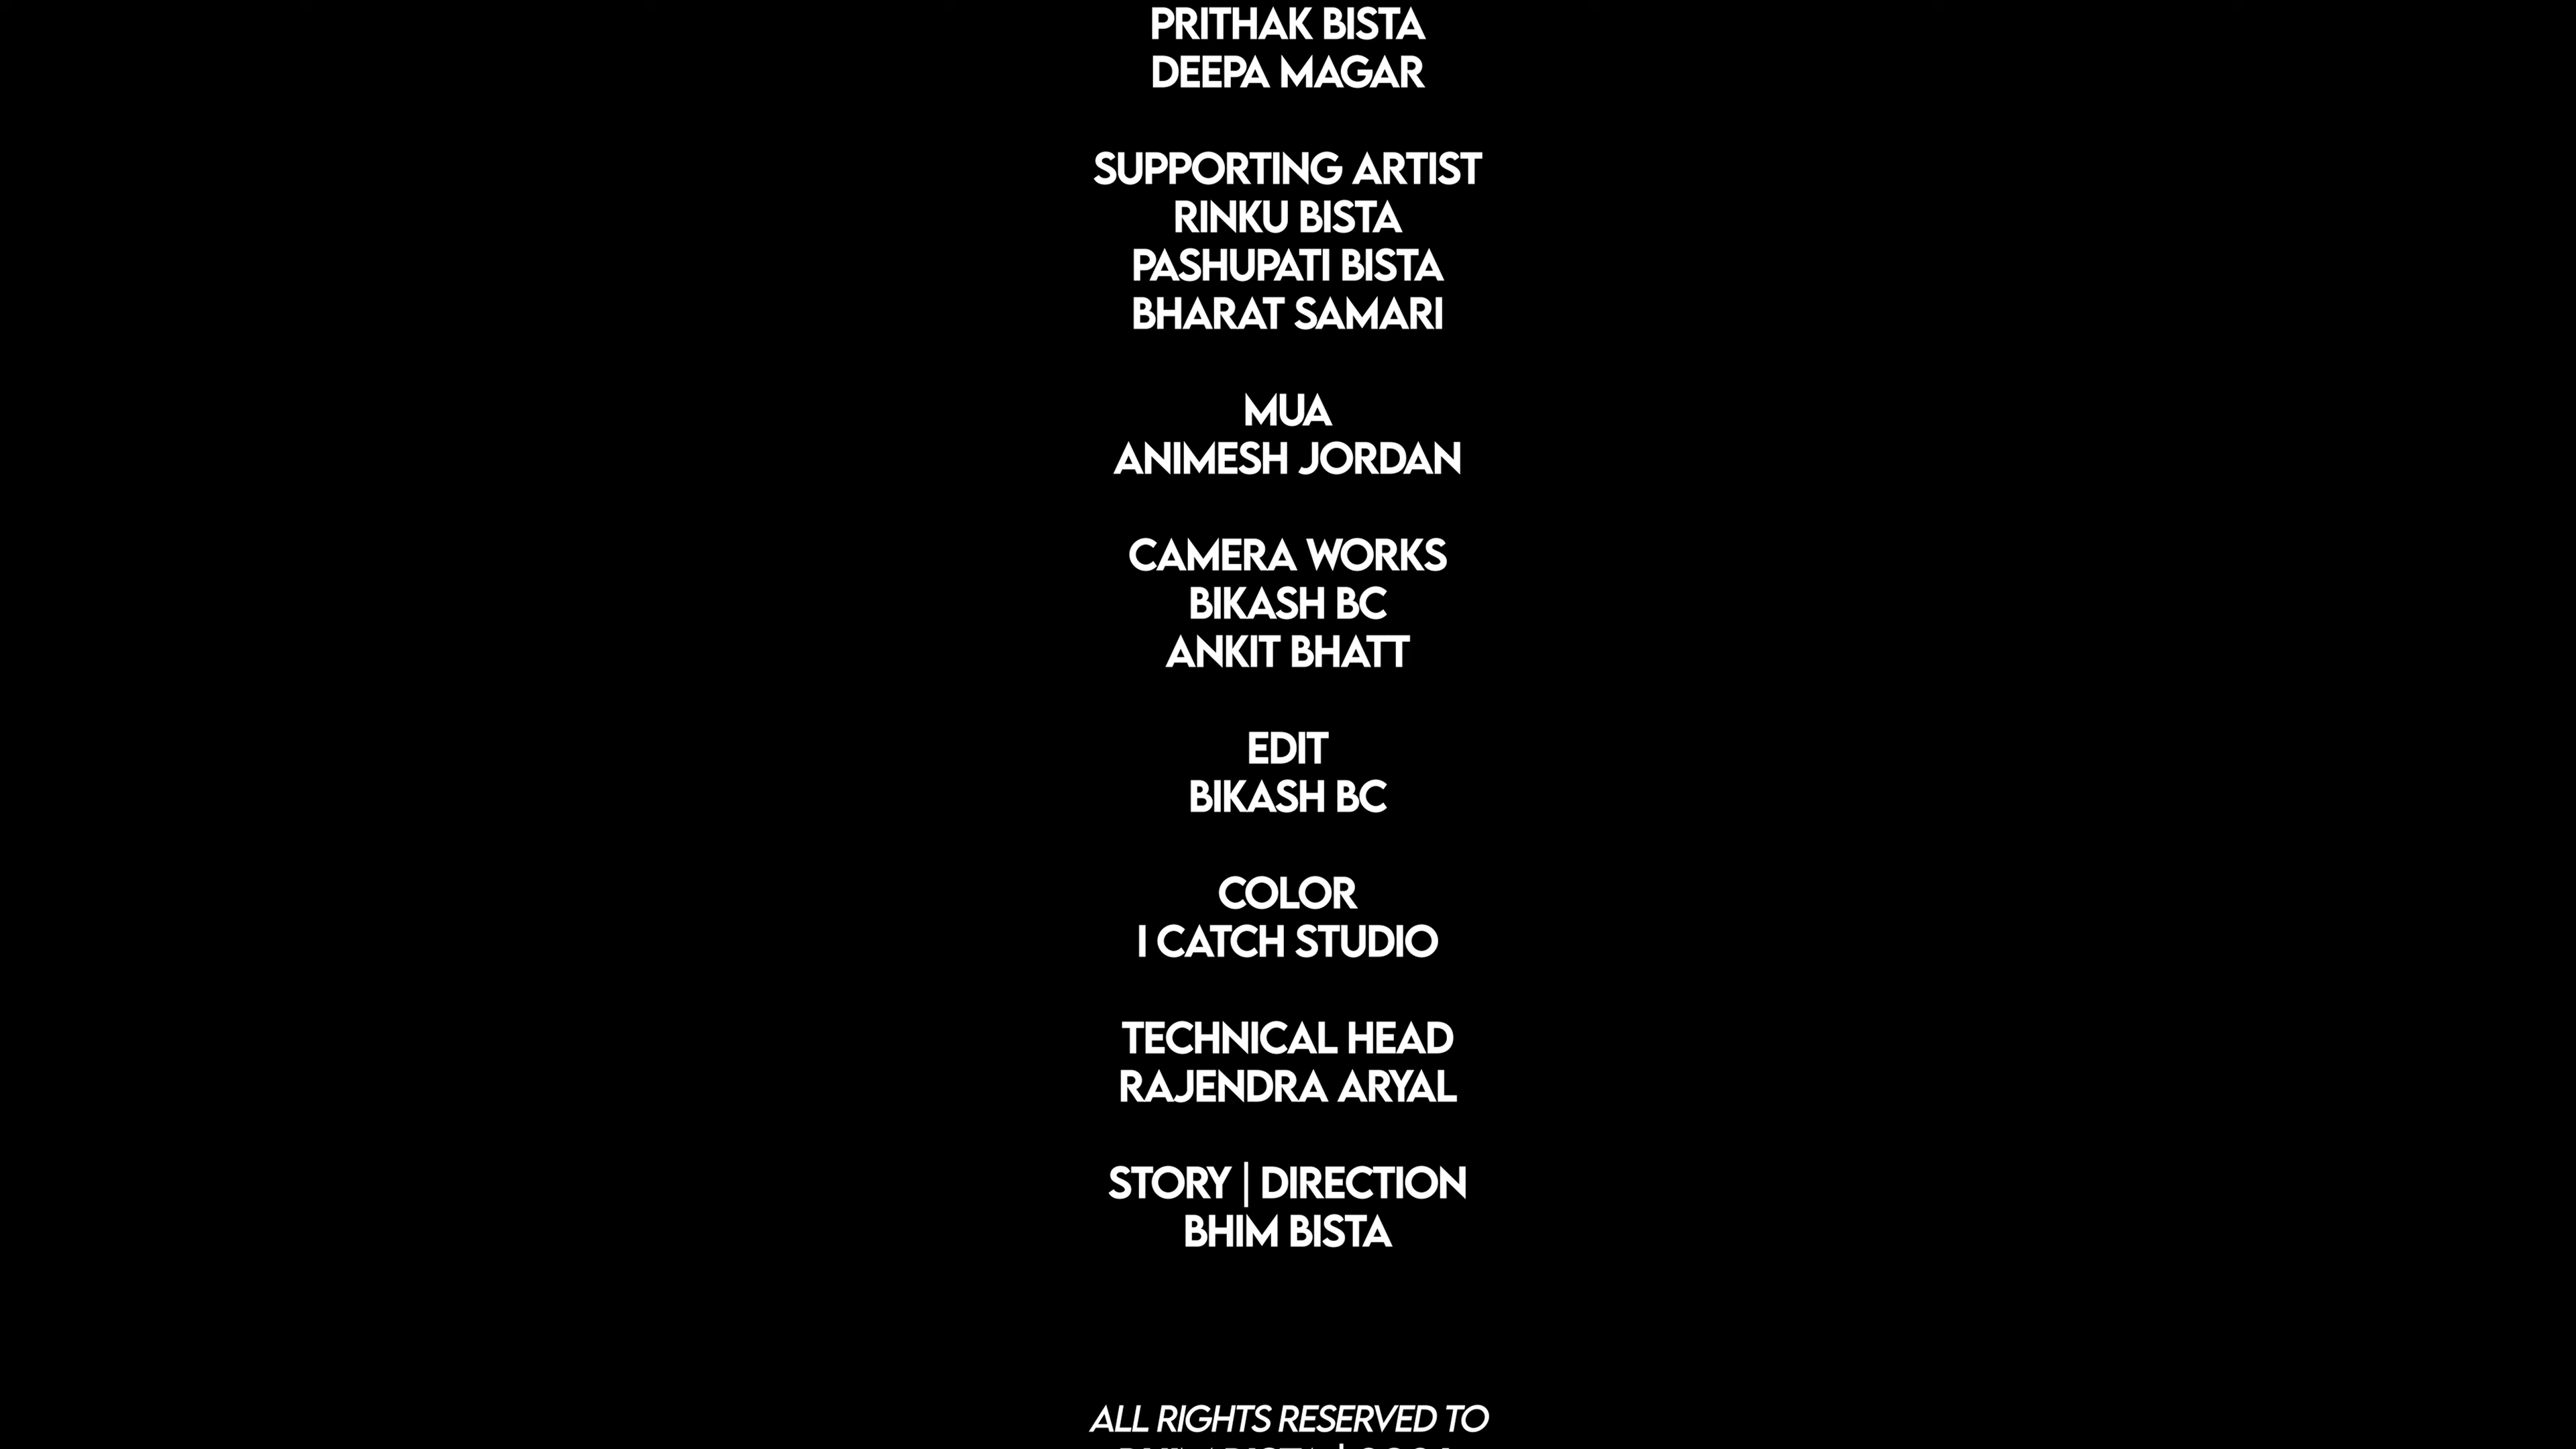 PRITHAK BISTA
DEEPA MAGAR
SUPPORTING ARTIST
RINKU BISTA
PASHUPATI BISTA
BHARAT SAMARI
MUA
ANIMESH JORDAN
CAMERA WORKS
BIKASH BC
ANKIT BHATT
EDIT
BIKASH BC
COLOR
I CATCH STUDIO
TECHNICAL HEAD
RAJENDRA ARYAL
STORY | DIRECTION
BHIM BISTA
ALL RIGHTS RESERVED TO